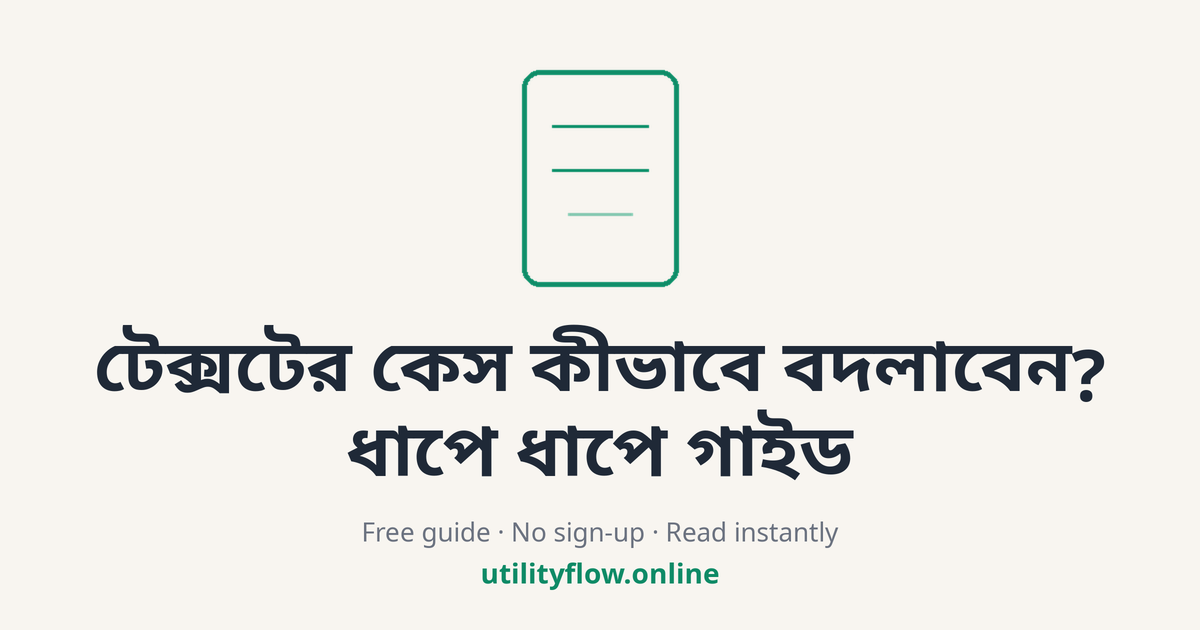 টেক্সটের কেস কীভাবে বদলাবেন?
ধাপে ধাপে গাইড
Free guide · No sign-up · Read instantly
utilityflow.online